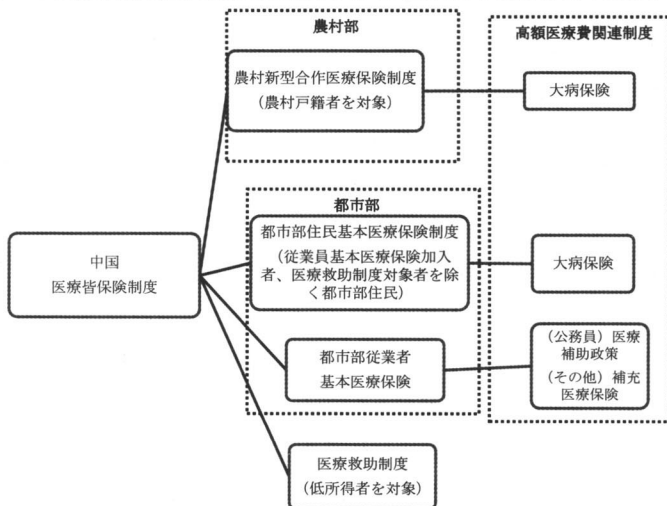 農村部
農村新型合作医療保険制度
（農村戸籍者を対象）
高額医療費関連制度
大病保険
都市部
都市部住民基本医療保険制度
（従業員基本医療保険加入
者、医療救助制度対象者を除
く都市部住民）
大病保険
中国
医療皆保険制度
都市部従業者
基本医療保険
（公務員）医療
補助政策
（その他）補充
医療保険
医療救助制度
（低所得者を対象）